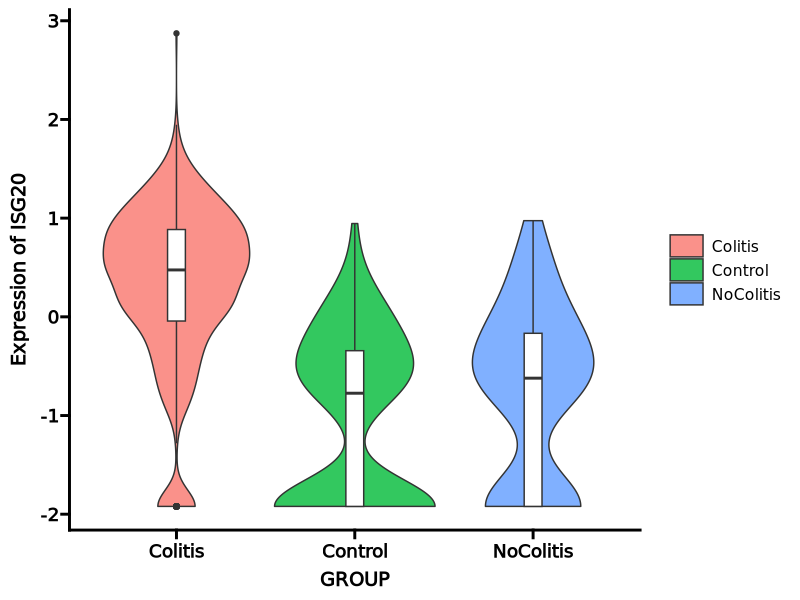 3
2
1
0
-1
-2
Expression of ISG20
Colitis
Control
NoColitis
GROUP
Colitis
Control
NoColitis